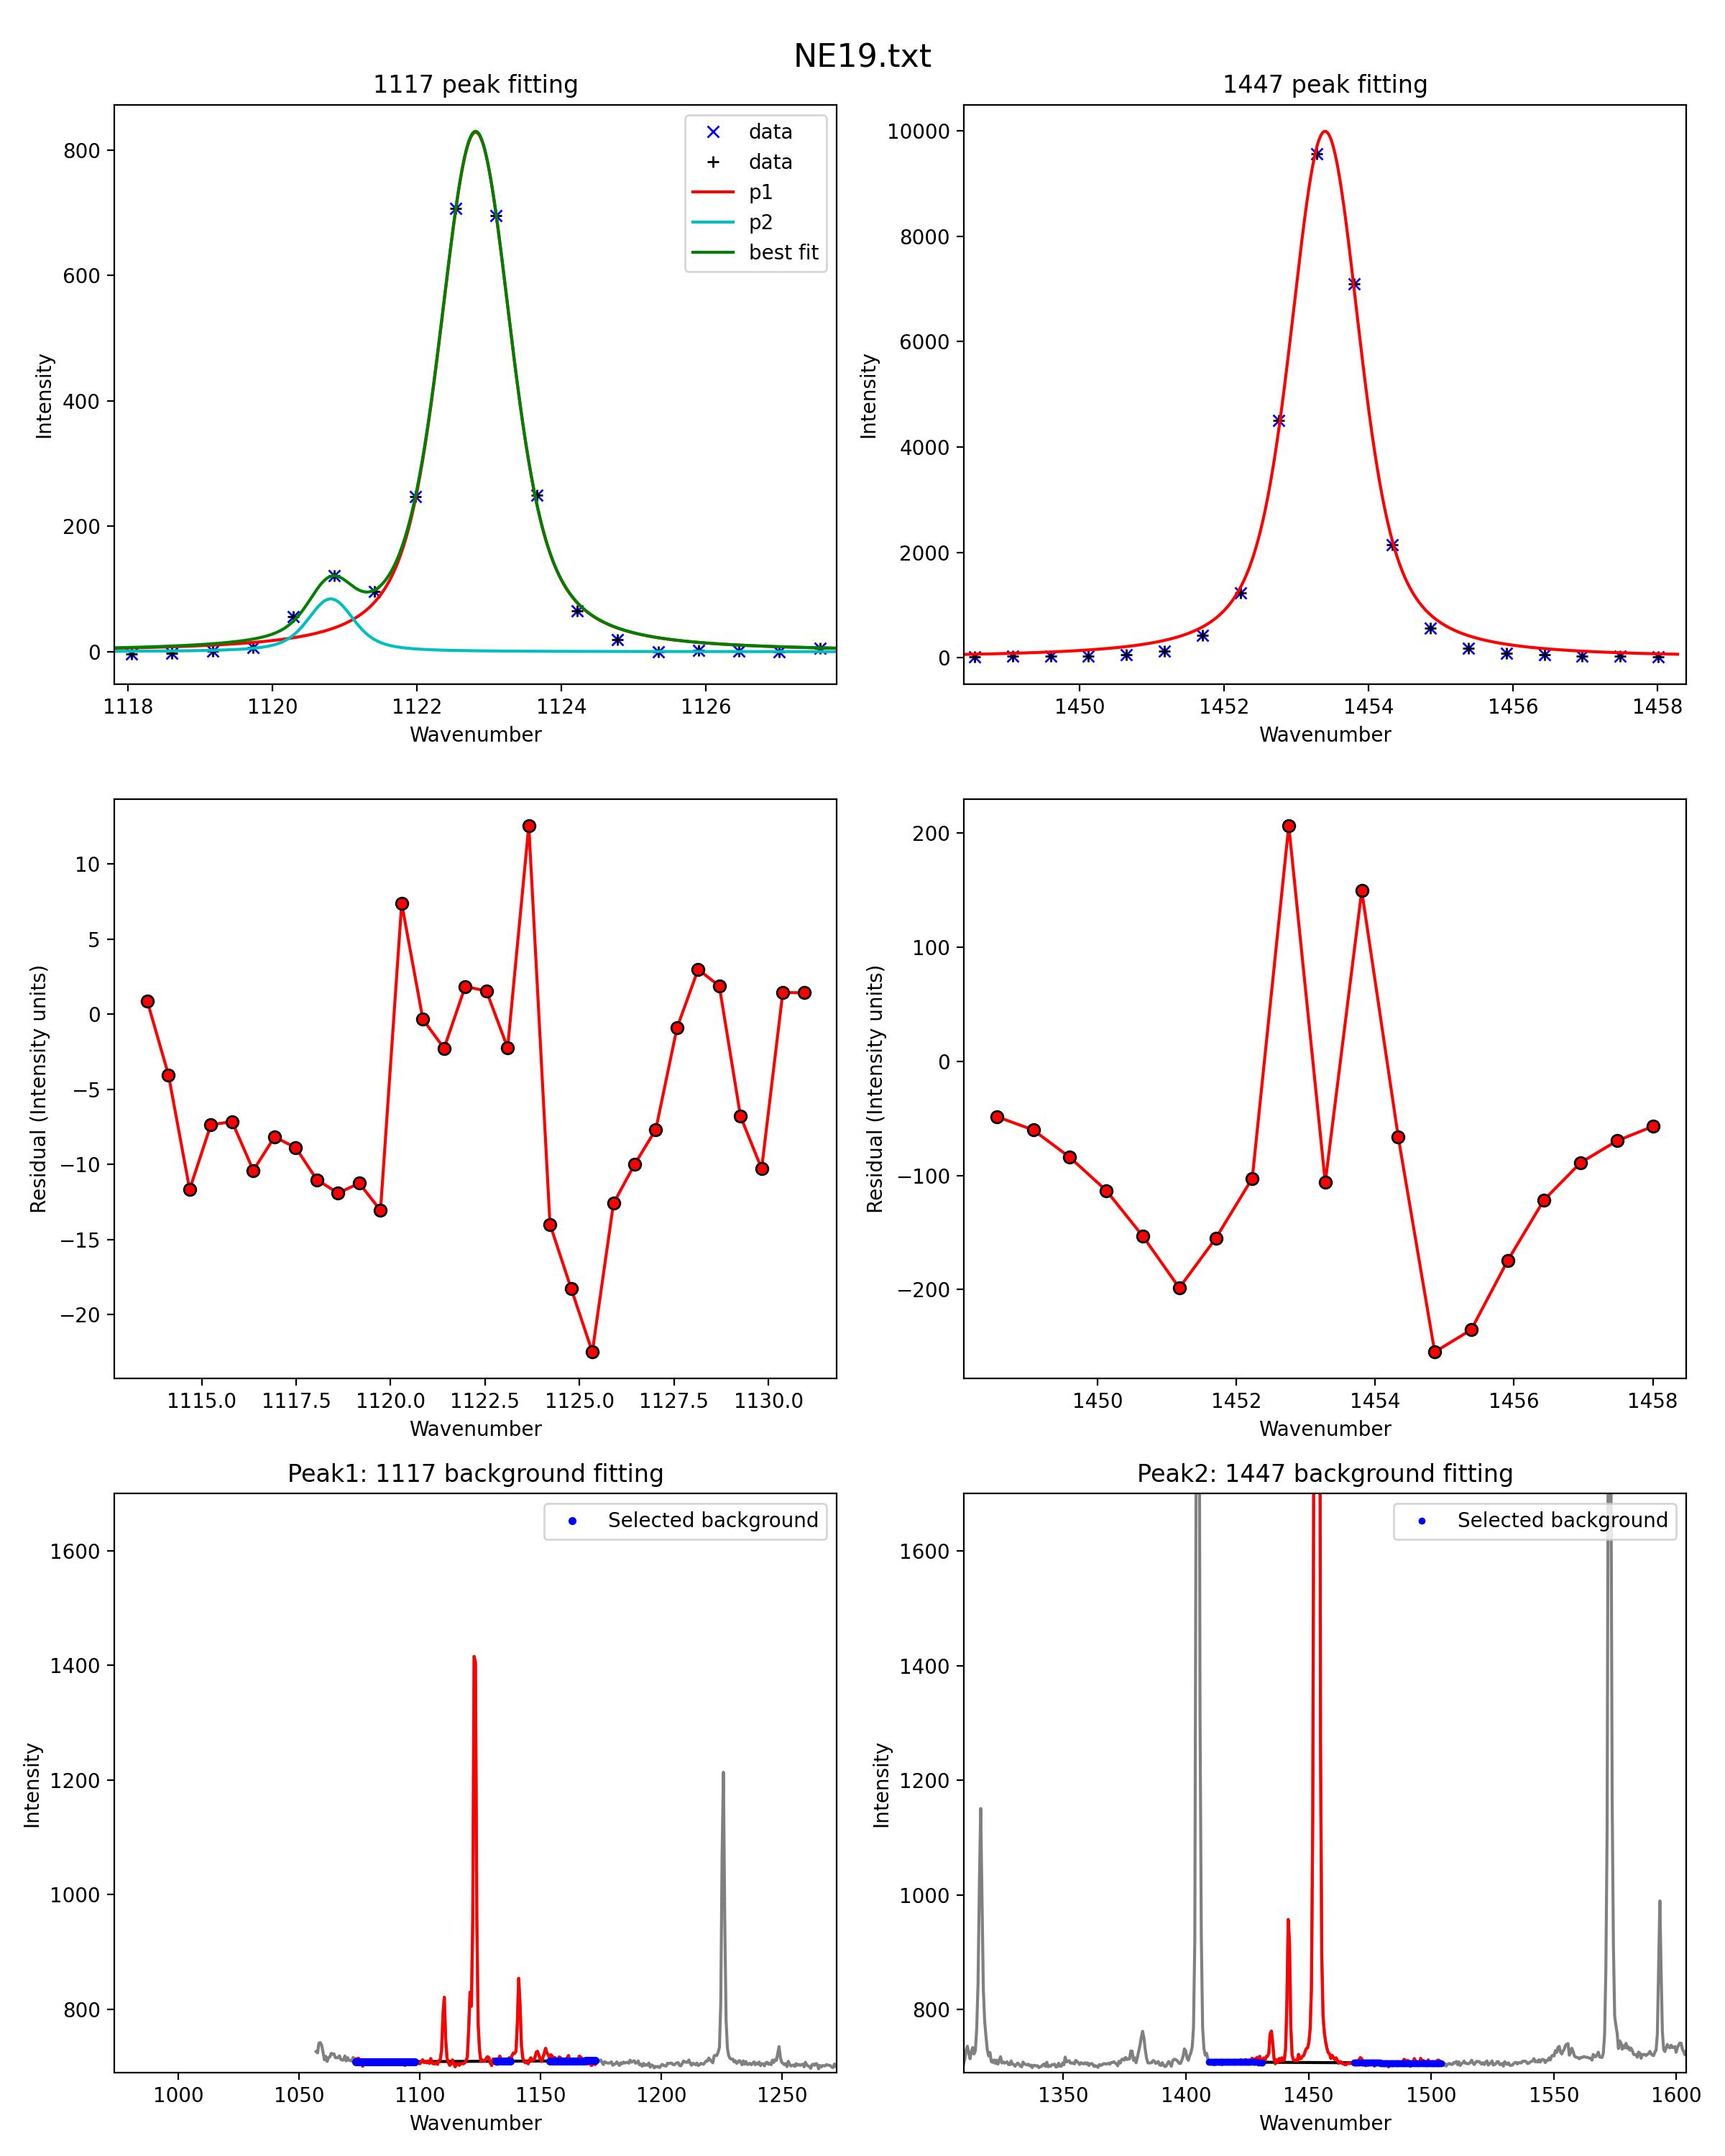 NE19.txt
1117 peak fitting
800
600
400
200
0
Intensity
1118 1120 1122 1124 1126
Wavenumber
data
data
p1
p2
best fit
1447 peak fitting
10000
8000
6000
4000
2000
0
Intensity
1450 1452 1454 1456 1458
Wavenumber
10
5
0
−5
−10
−15
−20
Residual (Intensity units)
1115.0 1117.5 1120.0 1122.5 1125.0 1127.5 1130.0
Wavenumber
200
100
0
−100
−200
Residual (Intensity units)
1450 1452 1454 1456 1458
Wavenumber
Peak1: 1117 background fitting
Selected background
1600
1400
1200
1000
800
Intensity
1000 1050 1100 1150 1200 1250
Wavenumber
Peak2: 1447 background fitting
Selected background
1600
1400
1200
1000
800
Intensity
1350 1400 1450 1500 1550 1600
Wavenumber